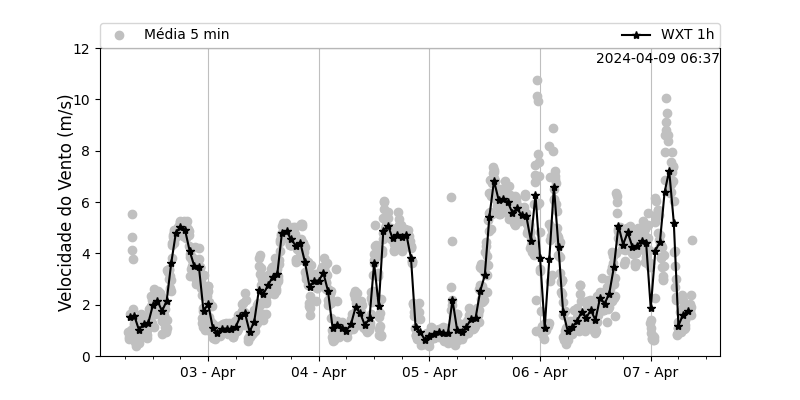 Média 5 min
WXT 1h
2024-04-09 06:37
Velocidade do Vento (m/s)
12
10
8
6
4
2
0
03 - Apr
04 - Apr
05 - Apr
06 - Apr
07 - Apr